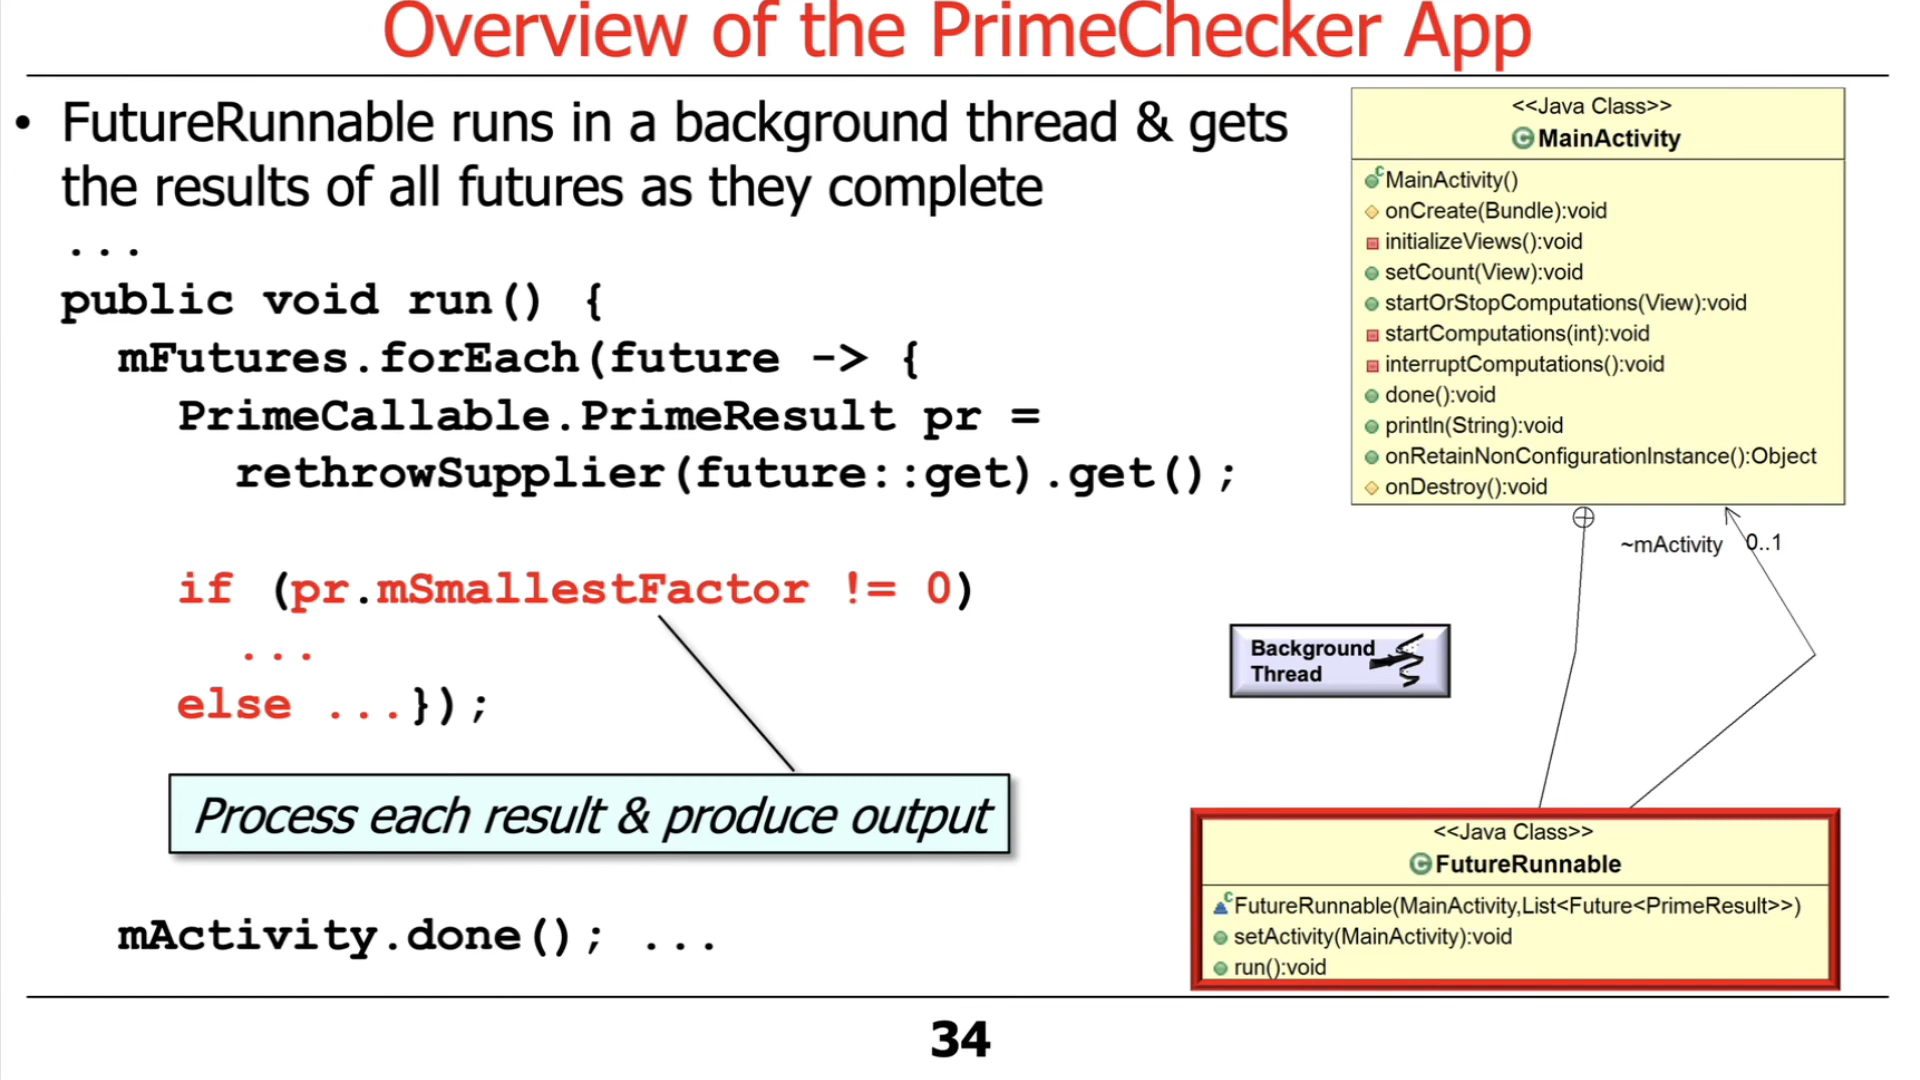 Overview of the PrimeChecker App
• FutureRunnable runs in a background thread & gets
the results of all futures as they complete
...
public void run() {
mFutures.forEach(future -> {
PrimeCallable.PrimeResult pr =
rethrowSupplier(future::get).get();
if (pr.mSmallestFactor != 0)
...
else ...});
Process each result & produce output
mActivity.done(); ...
<<Java Class>>
C MainActivity
MainActivity()
onCreate(Bundle):void
initializeViews():void
setCount(View):void
startOrStopComputations(View):void
startComputations(int):void
interruptComputations():void
done():void
println(String):void
onRetainNonConfigurationInstance():Object
onDestroy():void
~mActivity 0..1
Background
Thread
<<Java Class>>
C FutureRunnable
FutureRunnable(MainActivity,List<Future<PrimeResult>>)
setActivity(MainActivity):void
run():void
34